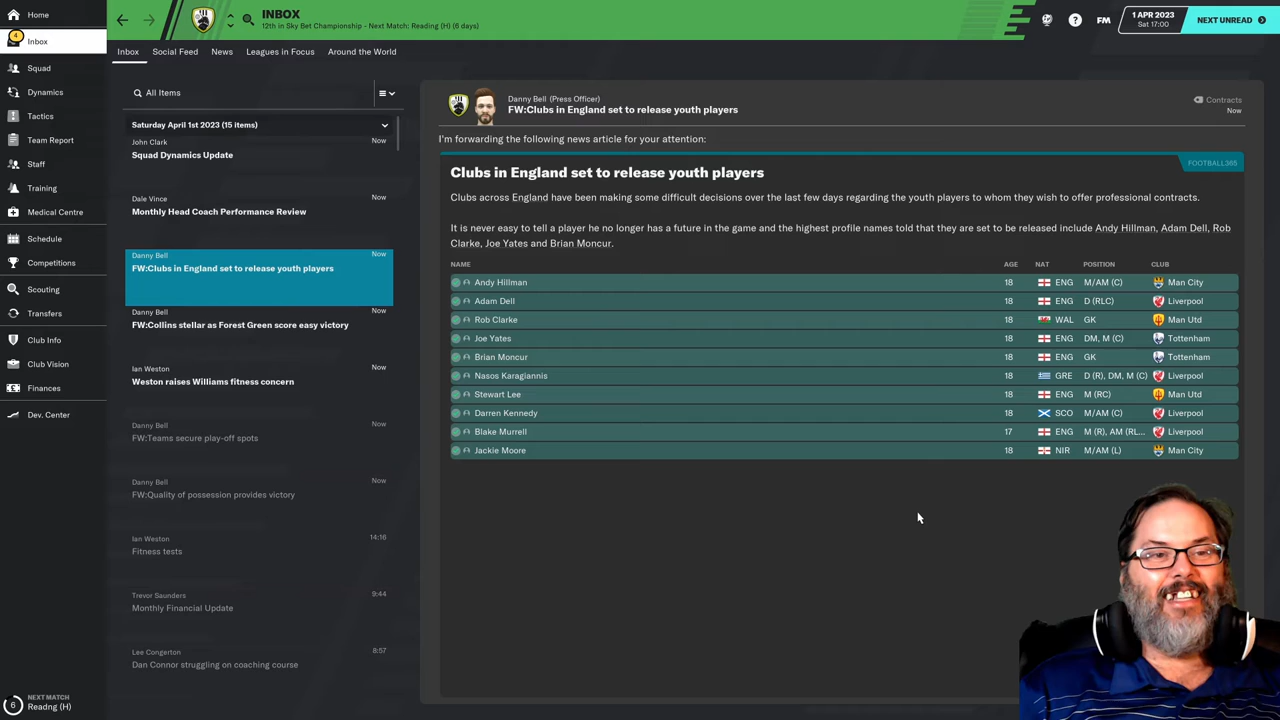 Home
4
Inbox
Squad
Dynamics
Tactics
Team Report
Staff
Training
Medical Centre
Schedule
Competitions
Scouting
Transfers
Club Info
Club Vision
Finances
Dev. Center
6
NEXT MATCH
Readng (H)
INBOX
12th in Sky Bet Championship - Next Match: Reading (H) (6 days)
FM
1 APR 2023
Sat 17:00
NEXT UNREAD
Inbox
Social Feed
News
Leagues in Focus
Around the World
All Items
Saturday April 1st 2023 (15 items)
John Clark
Now
Squad Dynamics Update
Dale Vince
Now
Monthly Head Coach Performance Review
Danny Bell
Now
FW:Clubs in England set to release youth players
Danny Bell
Now
FW:Collins stellar as Forest Green score easy victory
Ian Weston
Now
Weston raises Williams fitness concern
Danny Bell
Now
FW:Teams secure play-off spots
Danny Bell
Now
FW:Quality of possession provides victory
Ian Weston
14:16
Fitness tests
Trevor Saunders
9:44
Monthly Financial Update
Lee Congerton
8:57
Dan Connor struggling on coaching course
Danny Bell (Press Officer)
FW:Clubs in England set to release youth players
Contracts
Now
I'm forwarding the following news article for your attention:
FOOTBALL365
Clubs in England set to release youth players
Clubs across England have been making some difficult decisions over the last few days regarding the youth players to whom they wish to offer professional contracts.
It is never easy to tell a player he no longer has a future in the game and the highest profile names told that they are set to be released include Andy Hillman, Adam Dell, Rob
Clarke, Joe Yates and Brian Moncur.
NAME AGE NAT POSITION CLUB
Andy Hillman 18 ENG M/AM (C) Man City
Adam Dell 18 ENG D (RLC) Liverpool
Rob Clarke 18 WAL GK Man Utd
Joe Yates 18 ENG DM, M (C) Tottenham
Brian Moncur 18 ENG GK Tottenham
Nasos Karagiannis 18 GRE D (R), DM, M (C) Liverpool
Stewart Lee 18 ENG M (RC) Man Utd
Darren Kennedy 18 SCO M/AM (C) Liverpool
Blake Murrell 17 ENG M (R), AM (RL... Liverpool
Jackie Moore 18 NIR M/AM (L) Man City